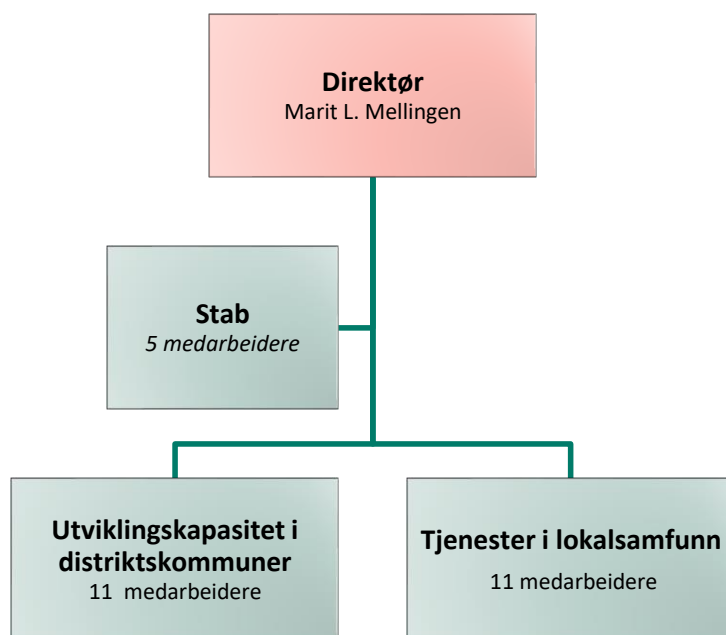 Direktør
Marit L. Mellingen
Stab
5 medarbeidere
Utviklingskapasitet i
distriktskommuner
11 medarbeidere
Tjenester i lokalsamfunn
11 medarbeidere